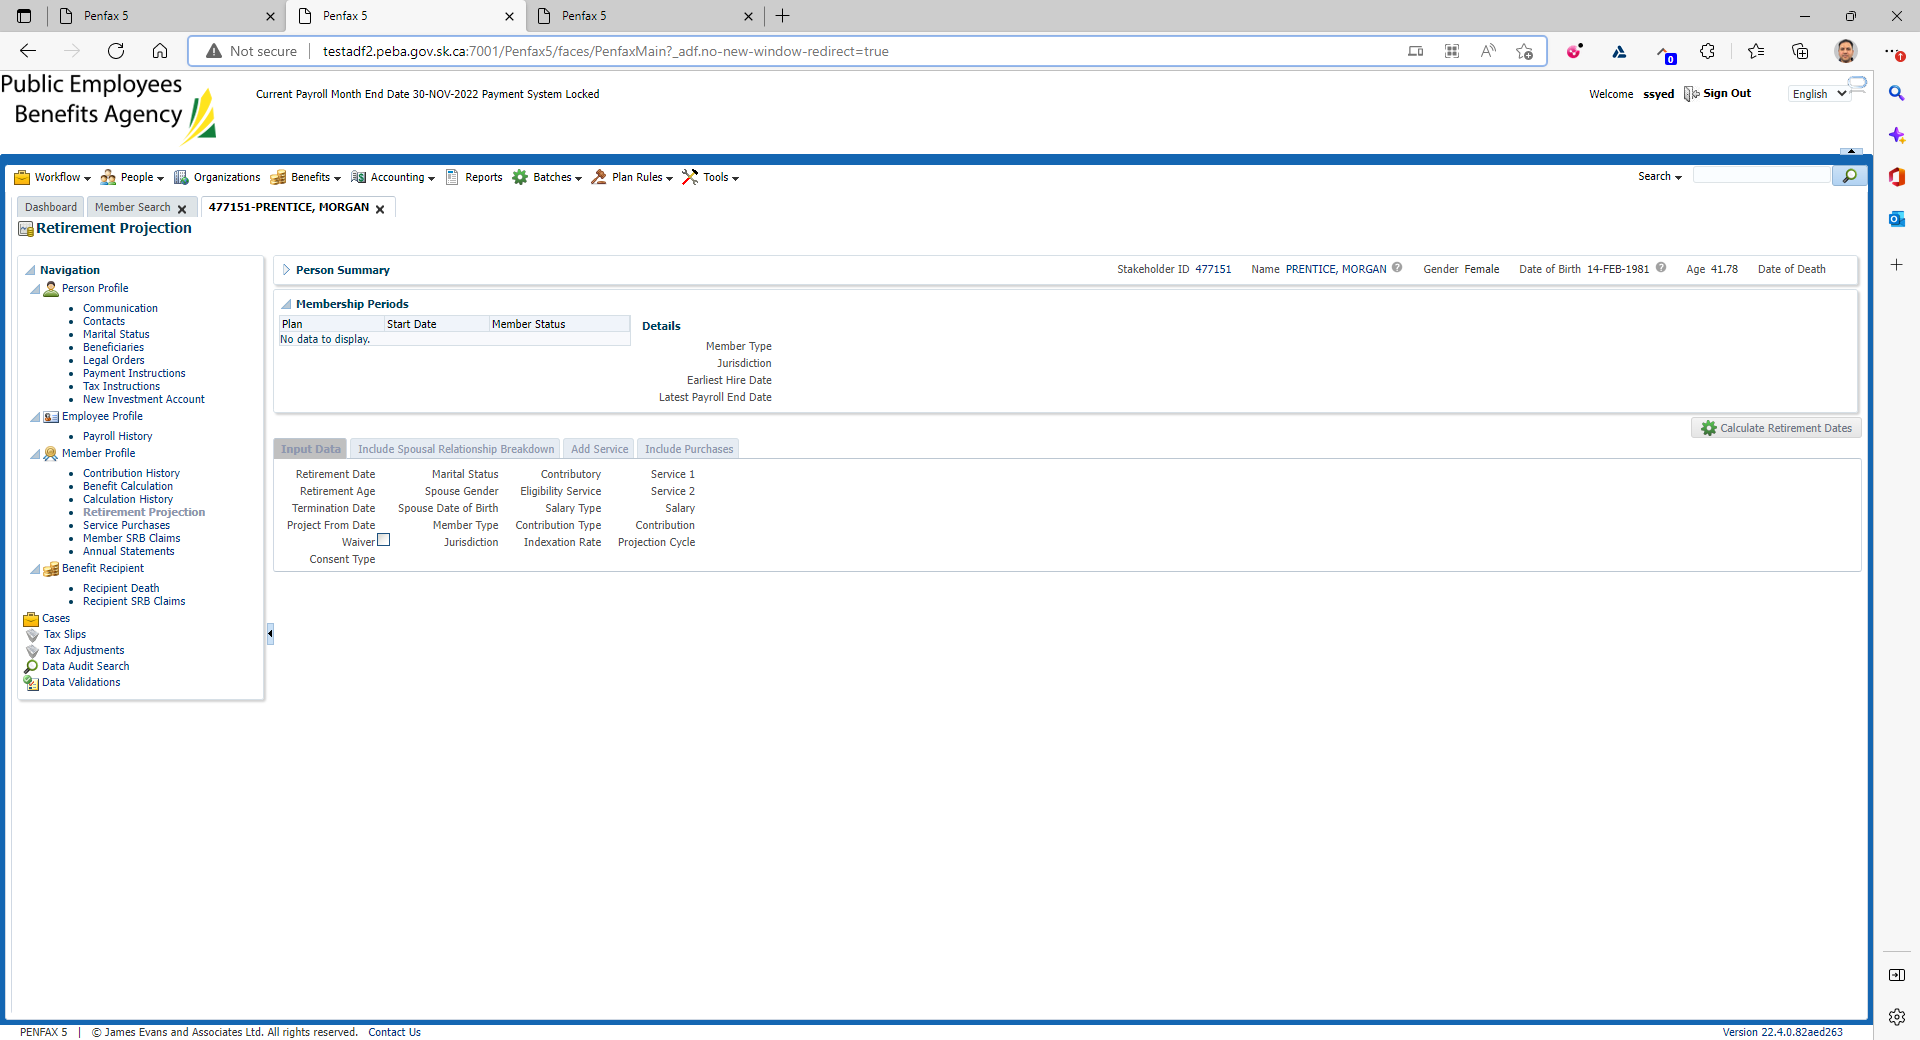 Penfax 5
Penfax 5
Penfax 5
Not secure
testadf2.peba.gov.sk.ca:7001/Penfax5/faces/PenfaxMain?_adf.no-new-window-redirect=true
0
1
Public Employees
Benefits Agency
Current Payroll Month End Date 30-NOV-2022 Payment System Locked
Welcome ssyed Sign Out English
Workflow People Organizations Benefits Accounting Reports Batches Plan Rules Tools Search
Dashboard Member Search 477151-PRENTICE, MORGAN
Retirement Projection
Navigation
Person Profile
Communication
Contacts
Marital Status
Beneficiaries
Legal Orders
Payment Instructions
Tax Instructions
New Investment Account
Employee Profile
Payroll History
Member Profile
Contribution History
Benefit Calculation
Calculation History
Retirement Projection
Service Purchases
Member SRB Claims
Annual Statements
Benefit Recipient
Recipient Death
Recipient SRB Claims
Cases
Tax Slips
Tax Adjustments
Data Audit Search
Data Validations
Person Summary Stakeholder ID 477151 Name PRENTICE, MORGAN Gender Female Date of Birth 14-FEB-1981 Age 41.78 Date of Death
Membership Periods
Plan Start Date Member Status
No data to display.
Details
Member Type
Jurisdiction
Earliest Hire Date
Latest Payroll End Date
Calculate Retirement Dates
Input Data Include Spousal Relationship Breakdown Add Service Include Purchases
Retirement Date Marital Status Contributory Service 1
Retirement Age Spouse Gender Eligibility Service Service 2
Termination Date Spouse Date of Birth Salary Type Salary
Project From Date Member Type Contribution Type Contribution
Waiver Jurisdiction Indexation Rate Projection Cycle
Consent Type
PENFAX 5 | © James Evans and Associates Ltd. All rights reserved. Contact Us
Version 22.4.0.82aed263